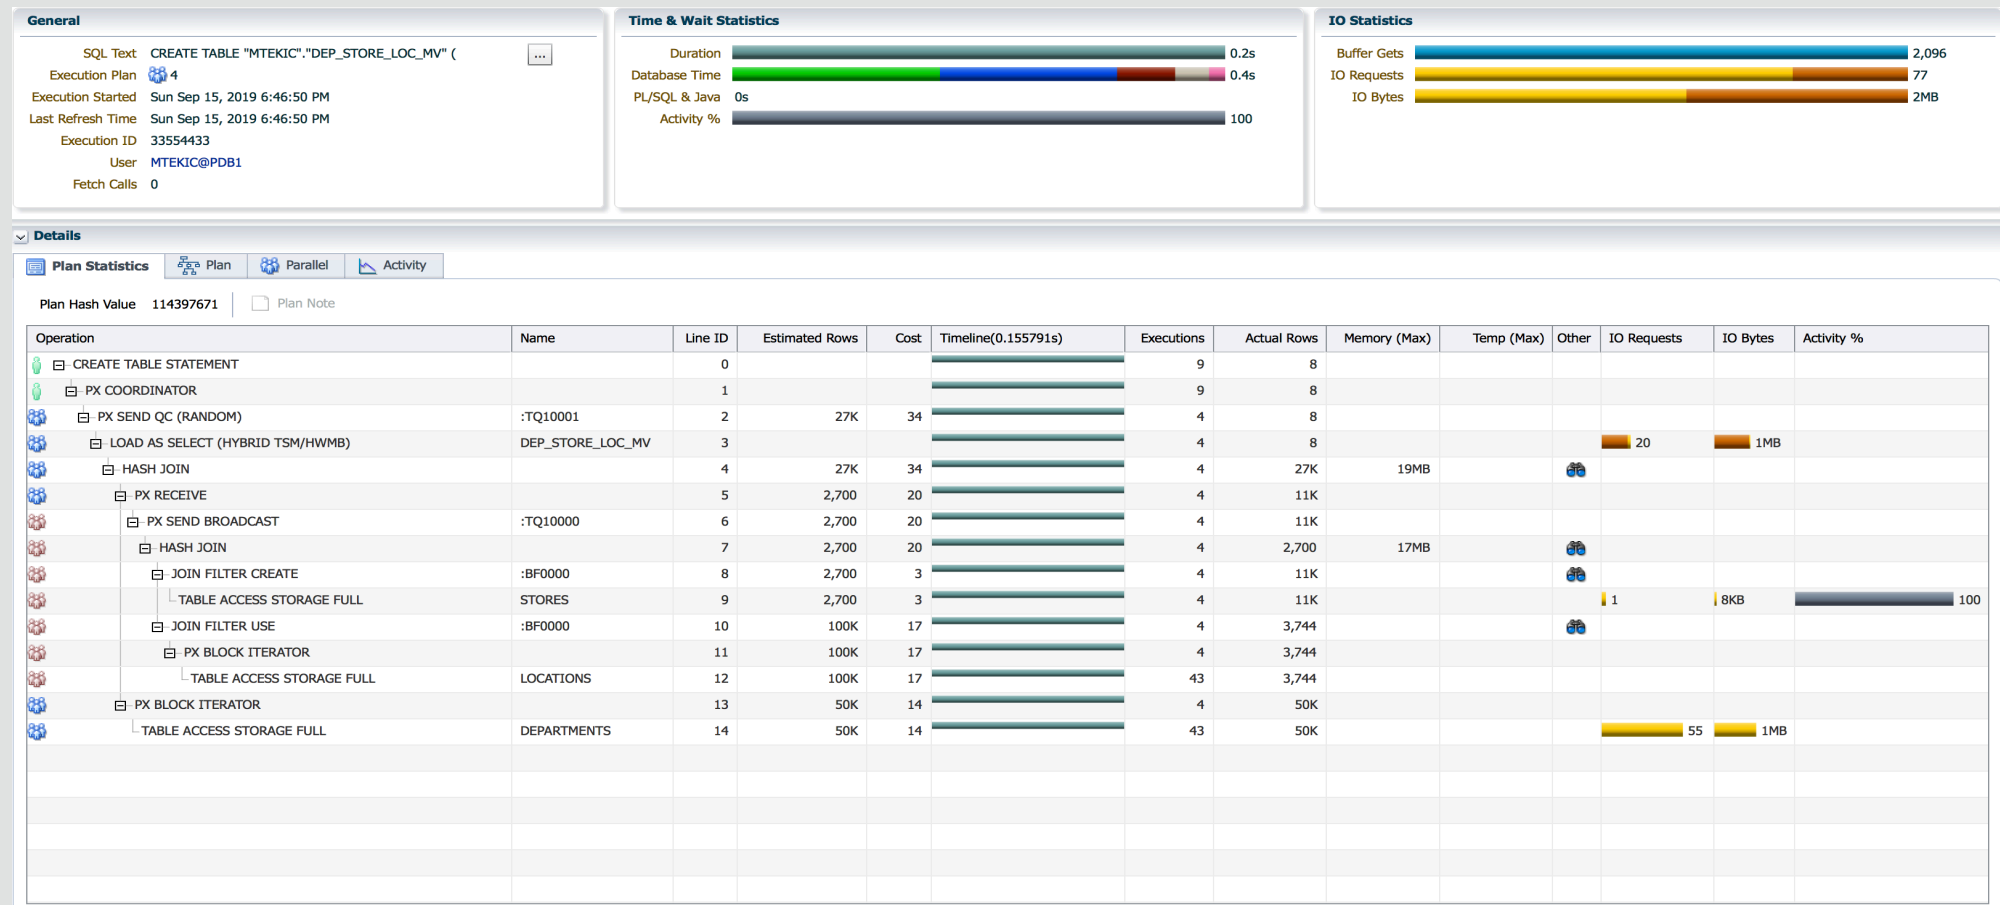 General
SQL Text CREATE TABLE "MTEKIC"."DEP_STORE_LOC_MV" ( ...
Execution Plan 4
Execution Started Sun Sep 15, 2019 6:46:50 PM
Last Refresh Time Sun Sep 15, 2019 6:46:50 PM
Execution ID 33554433
User MTEKIC@PDB1
Fetch Calls 0
Time & Wait Statistics
Duration 0.2s
Database Time 0.4s
PL/SQL & Java 0s
Activity % 100
IO Statistics
Buffer Gets 2,096
IO Requests 77
IO Bytes 2MB
Details
Plan Statistics Plan Parallel Activity
Plan Hash Value 114397671 Plan Note
Operation Name Line ID Estimated Rows Cost Timeline(0.155791s) Executions Actual Rows Memory (Max) Temp (Max) Other IO Requests IO Bytes Activity %
CREATE TABLE STATEMENT 0 9 8
PX COORDINATOR 1 9 8
PX SEND QC (RANDOM) :TQ10001 2 27K 34 4 8
LOAD AS SELECT (HYBRID TSM/HWMB) DEP_STORE_LOC_MV 3 4 8 20 1MB
HASH JOIN 4 27K 34 4 27K 19MB
PX RECEIVE 5 2,700 20 4 11K
PX SEND BROADCAST :TQ10000 6 2,700 20 4 11K
HASH JOIN 7 2,700 20 4 2,700 17MB
JOIN FILTER CREATE :BF0000 8 2,700 3 4 11K
TABLE ACCESS STORAGE FULL STORES 9 2,700 3 4 11K 1 8KB 100
JOIN FILTER USE :BF0000 10 100K 17 4 3,744
PX BLOCK ITERATOR 11 100K 17 4 3,744
TABLE ACCESS STORAGE FULL LOCATIONS 12 100K 17 43 3,744
PX BLOCK ITERATOR 13 50K 14 4 50K
TABLE ACCESS STORAGE FULL DEPARTMENTS 14 50K 14 43 50K 55 1MB